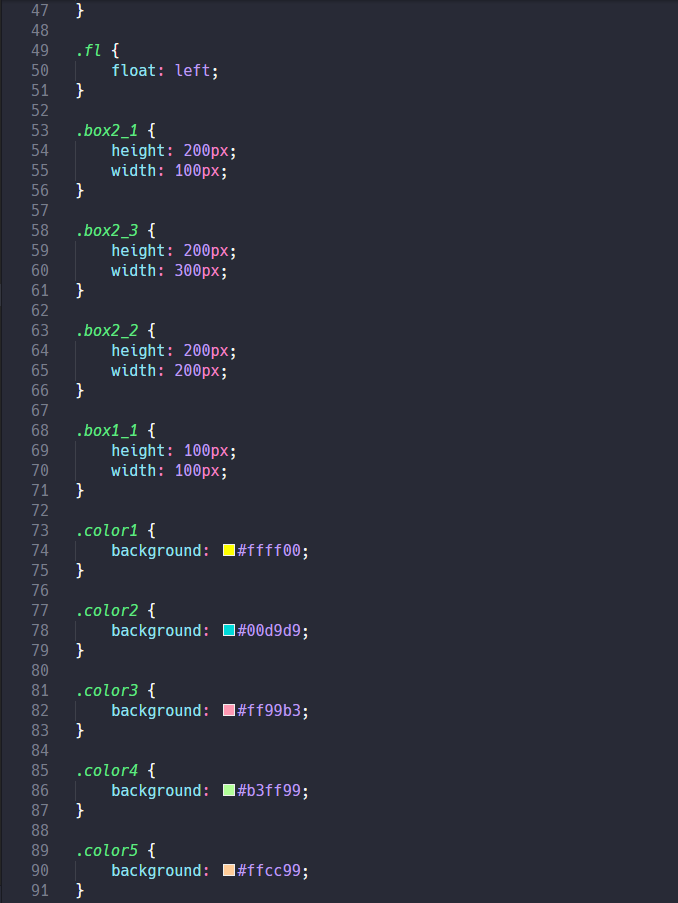 47 }
48
49 .fl {
50     float: left;
51 }
52
53 .box2_1 {
54     height: 200px;
55     width: 100px;
56 }
57
58 .box2_3 {
59     height: 200px;
60     width: 300px;
61 }
62
63 .box2_2 {
64     height: 200px;
65     width: 200px;
66 }
67
68 .box1_1 {
69     height: 100px;
70     width: 100px;
71 }
72
73 .color1 {
74     background: #ffff00;
75 }
76
77 .color2 {
78     background: #00d9d9;
79 }
80
81 .color3 {
82     background: #ff99b3;
83 }
84
85 .color4 {
86     background: #b3ff99;
87 }
88
89 .color5 {
90     background: #ffcc99;
91 }